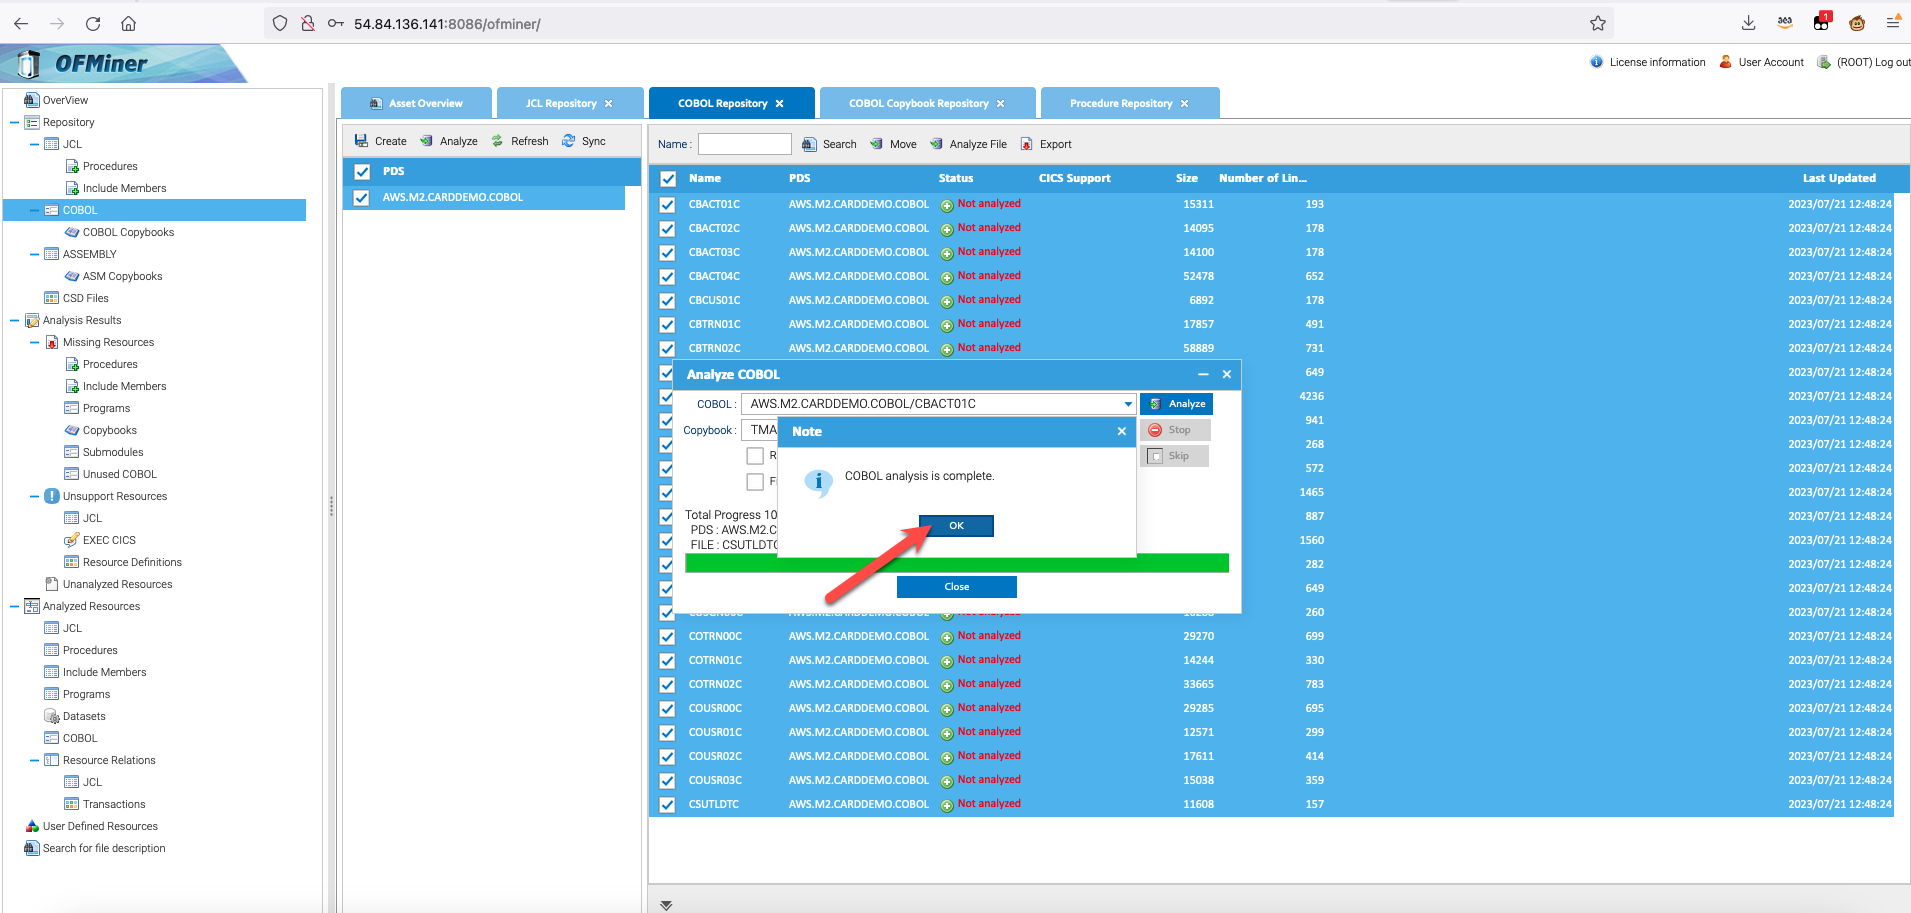 54.84.136.141:8086/ofminer/
1
OFMiner
License information
User Account
(ROOT) Log out
OverView
Repository
JCL
Procedures
Include Members
COBOL
COBOL Copybooks
ASSEMBLY
ASM Copybooks
CSD Files
Analysis Results
Missing Resources
Procedures
Include Members
Programs
Copybooks
Submodules
Unused COBOL
Unsupport Resources
JCL
EXEC CICS
Resource Definitions
Unanalyzed Resources
Analyzed Resources
JCL
Procedures
Include Members
Programs
Datasets
COBOL
Resource Relations
JCL
Transactions
User Defined Resources
Search for file description
Asset Overview
JCL Repository
COBOL Repository
COBOL Copybook Repository
Procedure Repository
Create Analyze Refresh Sync
PDS
AWS.M2.CARDDEMO.COBOL
Name : Search Move Analyze File Export
Name PDS Status CICS Support Size Number of Lin... Last Updated
CBACT01C AWS.M2.CARDDEMO.COBOL Not analyzed 15311 193 2023/07/21 12:48:24
CBACT02C AWS.M2.CARDDEMO.COBOL Not analyzed 14095 178 2023/07/21 12:48:24
CBACT03C AWS.M2.CARDDEMO.COBOL Not analyzed 14100 178 2023/07/21 12:48:24
CBACT04C AWS.M2.CARDDEMO.COBOL Not analyzed 52478 652 2023/07/21 12:48:24
CBCUS01C AWS.M2.CARDDEMO.COBOL Not analyzed 6892 178 2023/07/21 12:48:24
CBTRN01C AWS.M2.CARDDEMO.COBOL Not analyzed 17857 491 2023/07/21 12:48:24
CBTRN02C AWS.M2.CARDDEMO.COBOL Not analyzed 58889 731 2023/07/21 12:48:24
649 2023/07/21 12:48:24
4236 2023/07/21 12:48:24
941 2023/07/21 12:48:24
268 2023/07/21 12:48:24
572 2023/07/21 12:48:24
1465 2023/07/21 12:48:24
887 2023/07/21 12:48:24
1560 2023/07/21 12:48:24
282 2023/07/21 12:48:24
649 2023/07/21 12:48:24
260 2023/07/21 12:48:24
COTRN00C AWS.M2.CARDDEMO.COBOL Not analyzed 29270 699 2023/07/21 12:48:24
COTRN01C AWS.M2.CARDDEMO.COBOL Not analyzed 14244 330 2023/07/21 12:48:24
COTRN02C AWS.M2.CARDDEMO.COBOL Not analyzed 33665 783 2023/07/21 12:48:24
COUSR00C AWS.M2.CARDDEMO.COBOL Not analyzed 29285 695 2023/07/21 12:48:24
COUSR01C AWS.M2.CARDDEMO.COBOL Not analyzed 12571 299 2023/07/21 12:48:24
COUSR02C AWS.M2.CARDDEMO.COBOL Not analyzed 17611 414 2023/07/21 12:48:24
COUSR03C AWS.M2.CARDDEMO.COBOL Not analyzed 15038 359 2023/07/21 12:48:24
CSUTLDTC AWS.M2.CARDDEMO.COBOL Not analyzed 11608 157 2023/07/21 12:48:24
Analyze COBOL
COBOL : AWS.M2.CARDDEMO.COBOL/CBACT01C Analyze
Copybook : TMA
Stop
R
Skip
F
Total Progress 10
PDS : AWS.M2.C
FILE : CSUTLDTC
Close
Note
COBOL analysis is complete.
OK